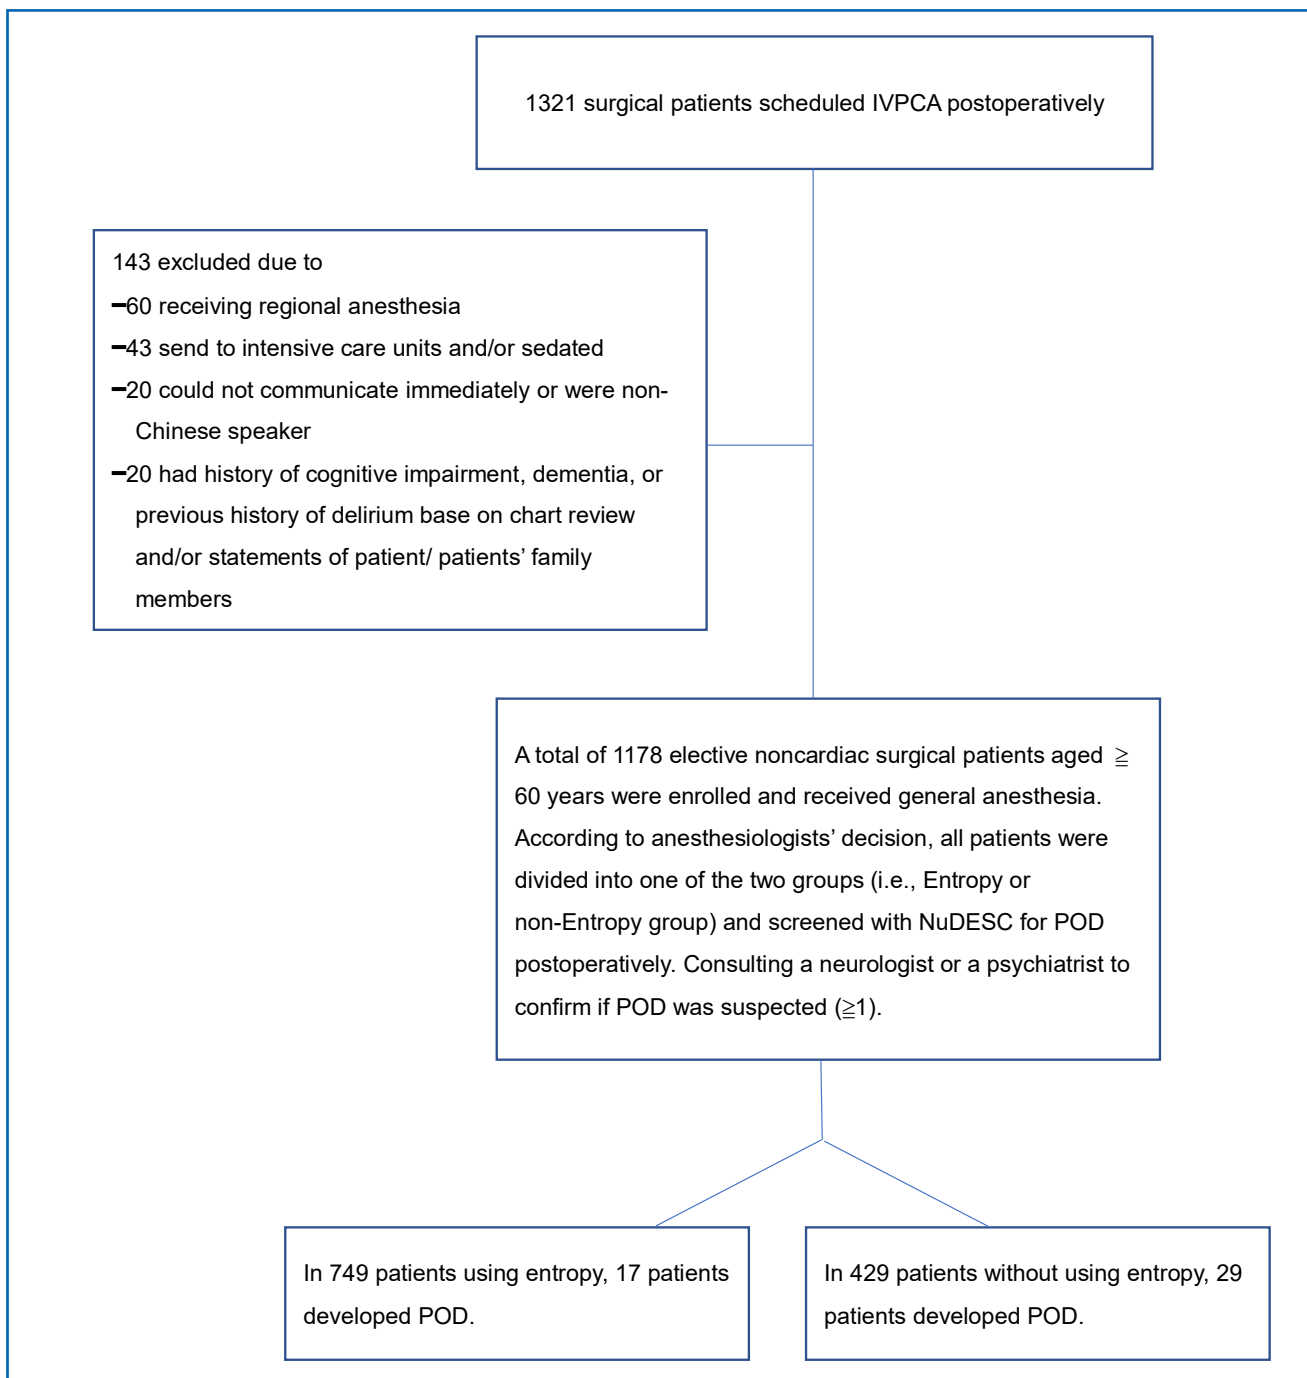 1321 surgical patients scheduled IVPCA postoperatively
143 excluded due to
–60 receiving regional anesthesia
–43 send to intensive care units and/or sedated
–20 could not communicate immediately or were non-
Chinese speaker
–20 had history of cognitive impairment, dementia, or
previous history of delirium base on chart review
and/or statements of patient/ patients’ family
members
A total of 1178 elective noncardiac surgical patients aged ≧
60 years were enrolled and received general anesthesia.
According to anesthesiologists’ decision, all patients were
divided into one of the two groups (i.e., Entropy or
non-Entropy group) and screened with NuDESC for POD
postoperatively. Consulting a neurologist or a psychiatrist to
confirm if POD was suspected (≧1).
In 749 patients using entropy, 17 patients
developed POD.
In 429 patients without using entropy, 29
patients developed POD.